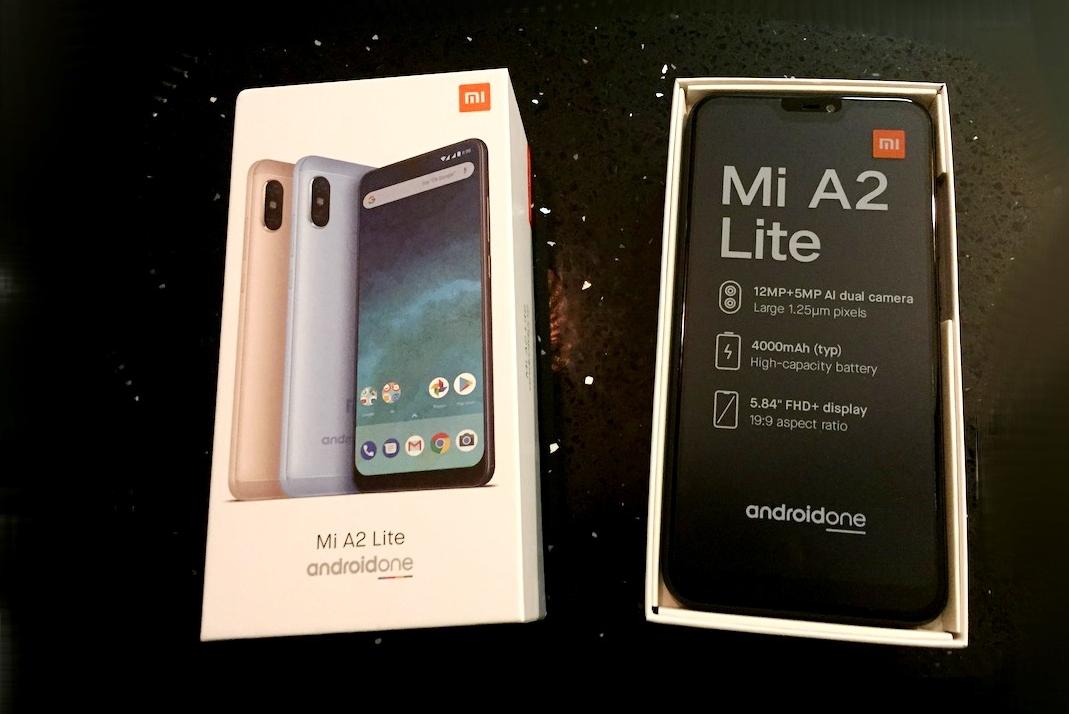 mi
andr
Mi A2 Lite
androidone
mi
Mi A2
Lite
12MP+5MP AI dual camera
Large 1.25µm pixels
4000mAh (typ)
High-capacity battery
5.84" FHD+ display
19:9 aspect ratio
androidone